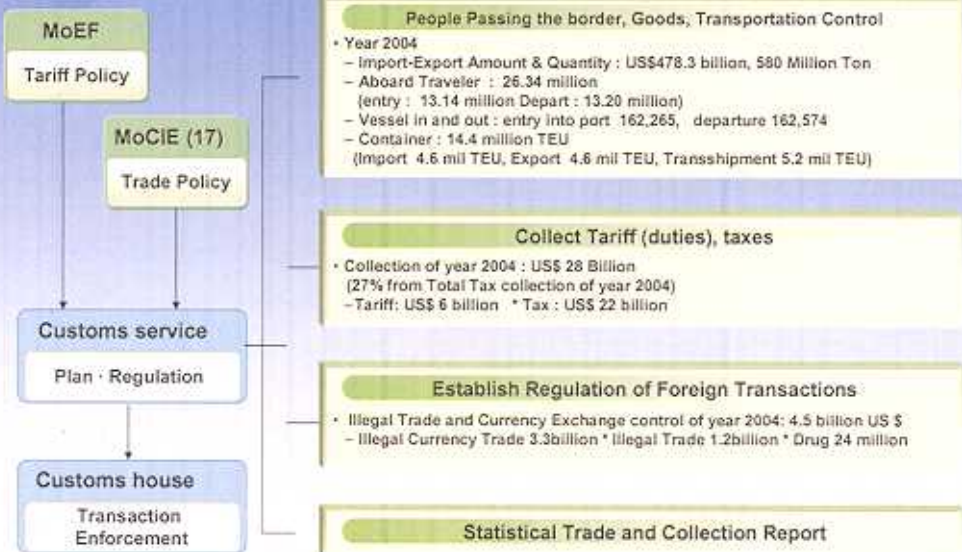 MoEF
Tariff Policy
MoCIE (17)
Trade Policy
Customs service
Plan · Regulation
Customs house
Transaction
Enforcement
People Passing the border, Goods, Transportation Control
• Year 2004
– Import-Export Amount & Quantity : US$478.3 billion, 580 Million Ton
– Aboard Traveler : 26.34 million
(entry : 13.14 million Depart : 13.20 million)
– Vessel in and out : entry into port 162,265, departure 162,574
– Container : 14.4 million TEU
(Import 4.6 mil TEU, Export 4.6 mil TEU, Transshipment 5.2 mil TEU)
Collect Tariff (duties), taxes
• Collection of year 2004 : US$ 28 Billion
(27% from Total Tax collection of year 2004)
–Tariff: US$ 6 billion * Tax : US$ 22 billion
Establish Regulation of Foreign Transactions
• Illegal Trade and Currency Exchange control of year 2004: 4.5 billion US $
– Illegal Currency Trade 3.3billion * Illegal Trade 1.2billion * Drug 24 million
Statistical Trade and Collection Report